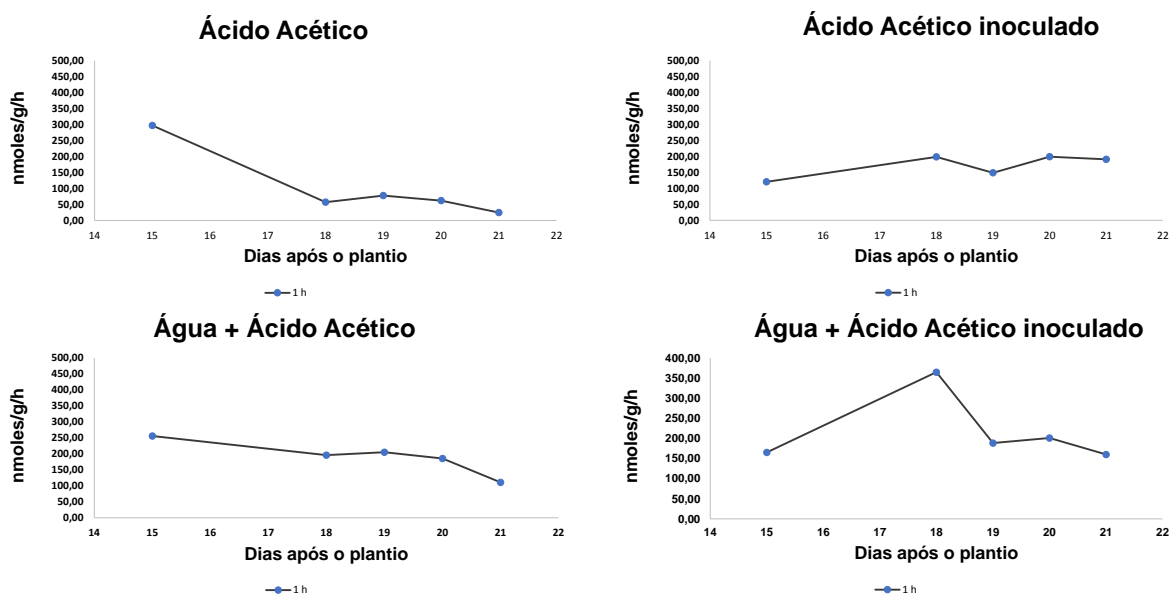 Ácido Acético
500,00
450,00
400,00
350,00
300,00
250,00
200,00
150,00
100,00
50,00
0,00
nmoles/g/h
14 15 16 17 18 19 20 21 22
Dias após o plantio
1 h
Ácido Acético inoculado
500,00
450,00
400,00
350,00
300,00
250,00
200,00
150,00
100,00
50,00
0,00
nmoles/g/h
14 15 16 17 18 19 20 21 22
Dias após o plantio
1 h
Água + Ácido Acético
500,00
450,00
400,00
350,00
300,00
250,00
200,00
150,00
100,00
50,00
0,00
nmoles/g/h
14 15 16 17 18 19 20 21 22
Dias após o plantio
1 h
Água + Ácido Acético inoculado
400,00
350,00
300,00
250,00
200,00
150,00
100,00
50,00
0,00
nmoles/g/h
14 15 16 17 18 19 20 21 22
Dias após o plantio
1 h